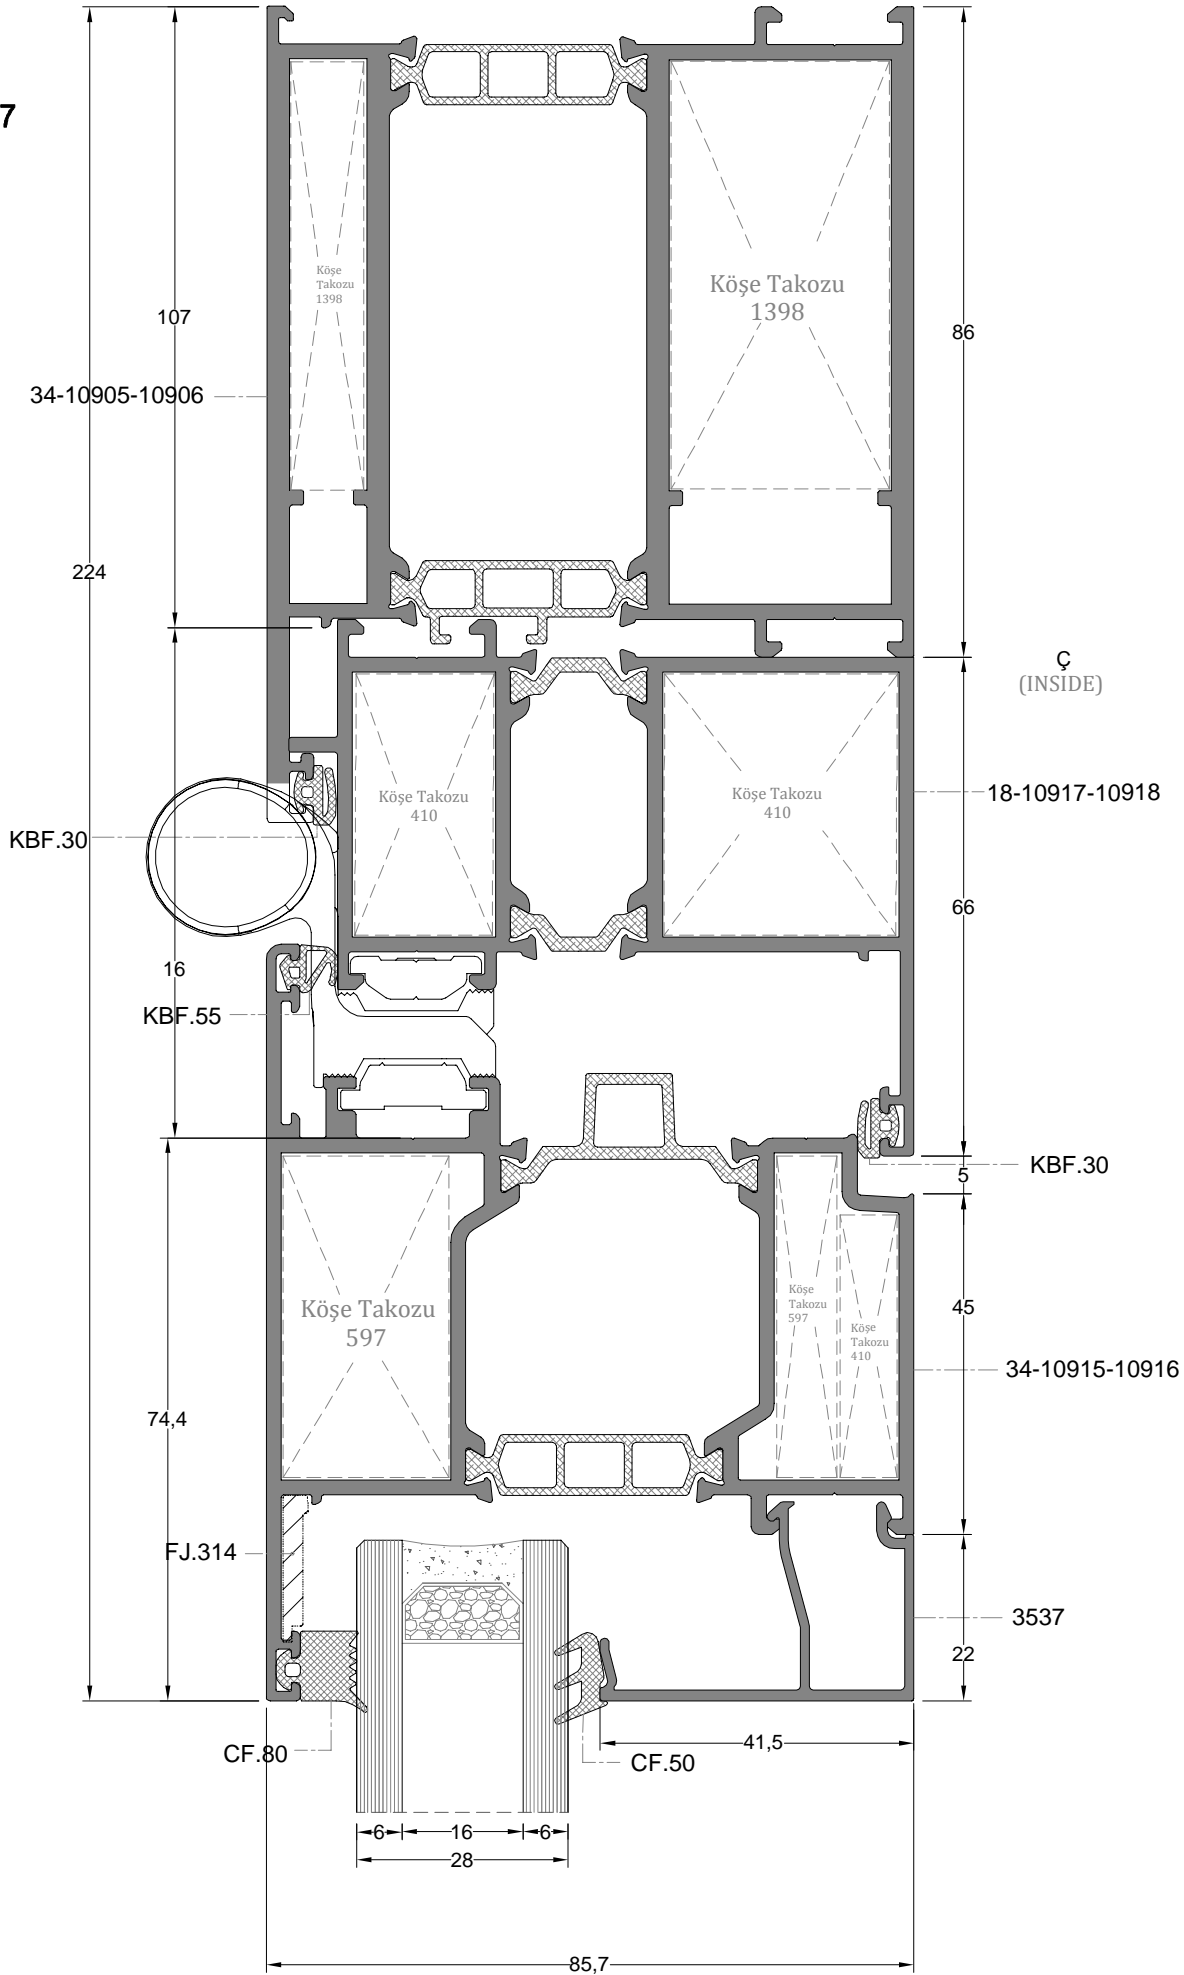 7
Köşe
Takozu
1398
Köşe Takozu
1398
107
86
34-10905-10906
224
Ç
(INSIDE)
Köşe Takozu
410
Köşe Takozu
410
18-10917-10918
KBF.30
66
16
KBF.55
KBF.30
5
Köşe Takozu
597
Köşe
Takozu
597
Köşe
Takozu
410
45
34-10915-10916
74,4
FJ.314
3537
22
CF.80
CF.50
41,5
6
16
6
28
85,7